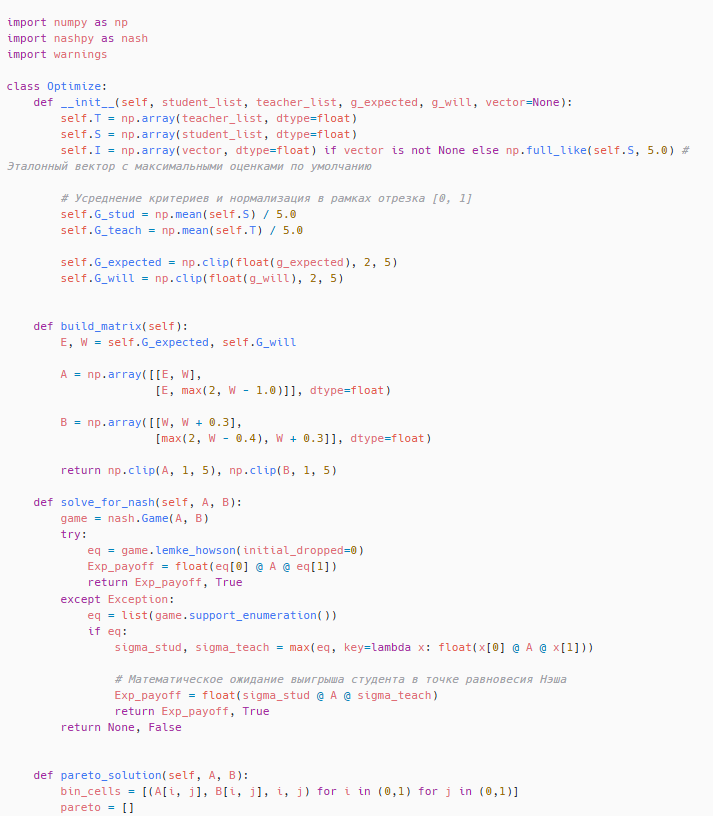 import numpy as np
import nashpy as nash
import warnings

class Optimize:
    def __init__(self, student_list, teacher_list, g_expected, g_will, vector=None):
        self.T = np.array(teacher_list, dtype=float)
        self.S = np.array(student_list, dtype=float)
        self.I = np.array(vector, dtype=float) if vector is not None else np.full_like(self.S, 5.0) #
Эталонный вектор с максимальными оценками по умолчанию

        # Усреднение критериев и нормализация в рамках отрезка [0, 1]
        self.G_stud = np.mean(self.S) / 5.0
        self.G_teach = np.mean(self.T) / 5.0

        self.G_expected = np.clip(float(g_expected), 2, 5)
        self.G_will = np.clip(float(g_will), 2, 5)


    def build_matrix(self):
        E, W = self.G_expected, self.G_will

        A = np.array([[E, W],
                      [E, max(2, W - 1.0)]], dtype=float)

        B = np.array([[W, W + 0.3],
                      [max(2, W - 0.4), W + 0.3]], dtype=float)

        return np.clip(A, 1, 5), np.clip(B, 1, 5)

    def solve_for_nash(self, A, B):
        game = nash.Game(A, B)
        try:
            eq = game.lemke_howson(initial_dropped=0)
            Exp_payoff = float(eq[0] @ A @ eq[1])
            return Exp_payoff, True
        except Exception:
            eq = list(game.support_enumeration())
            if eq:
                sigma_stud, sigma_teach = max(eq, key=lambda x: float(x[0] @ A @ x[1]))

                # Математическое ожидание выигрыша студента в точке равновесия Нэша
                Exp_payoff = float(sigma_stud @ A @ sigma_teach)
                return Exp_payoff, True
        return None, False


    def pareto_solution(self, A, B):
        bin_cells = [(A[i, j], B[i, j], i, j) for i in (0,1) for j in (0,1)]
        pareto = []